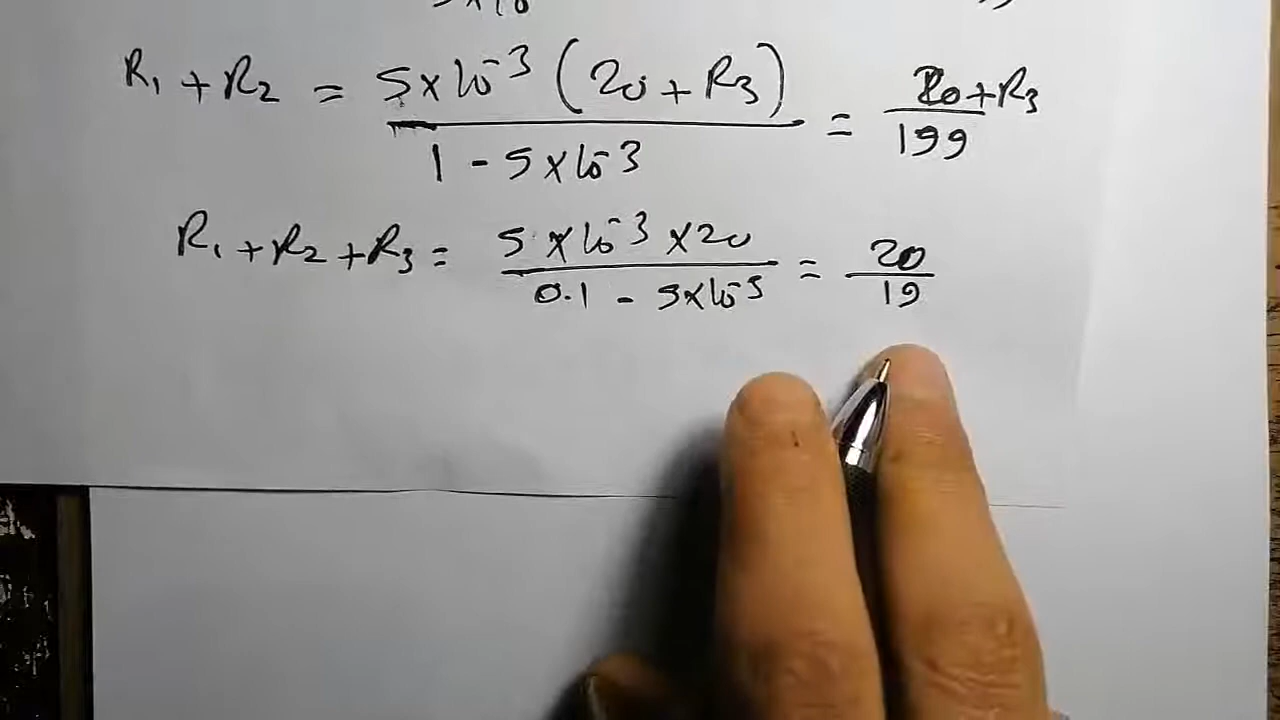 R₁ + R₂ = 5×10⁻³ (20 + R₃) / 1 - 5×10⁻³ = 20+R₃ / 199
R₁ + R₂ + R₃ = 5×10⁻³ ×20 / 0.1 - 5×10⁻³ = 20 / 19